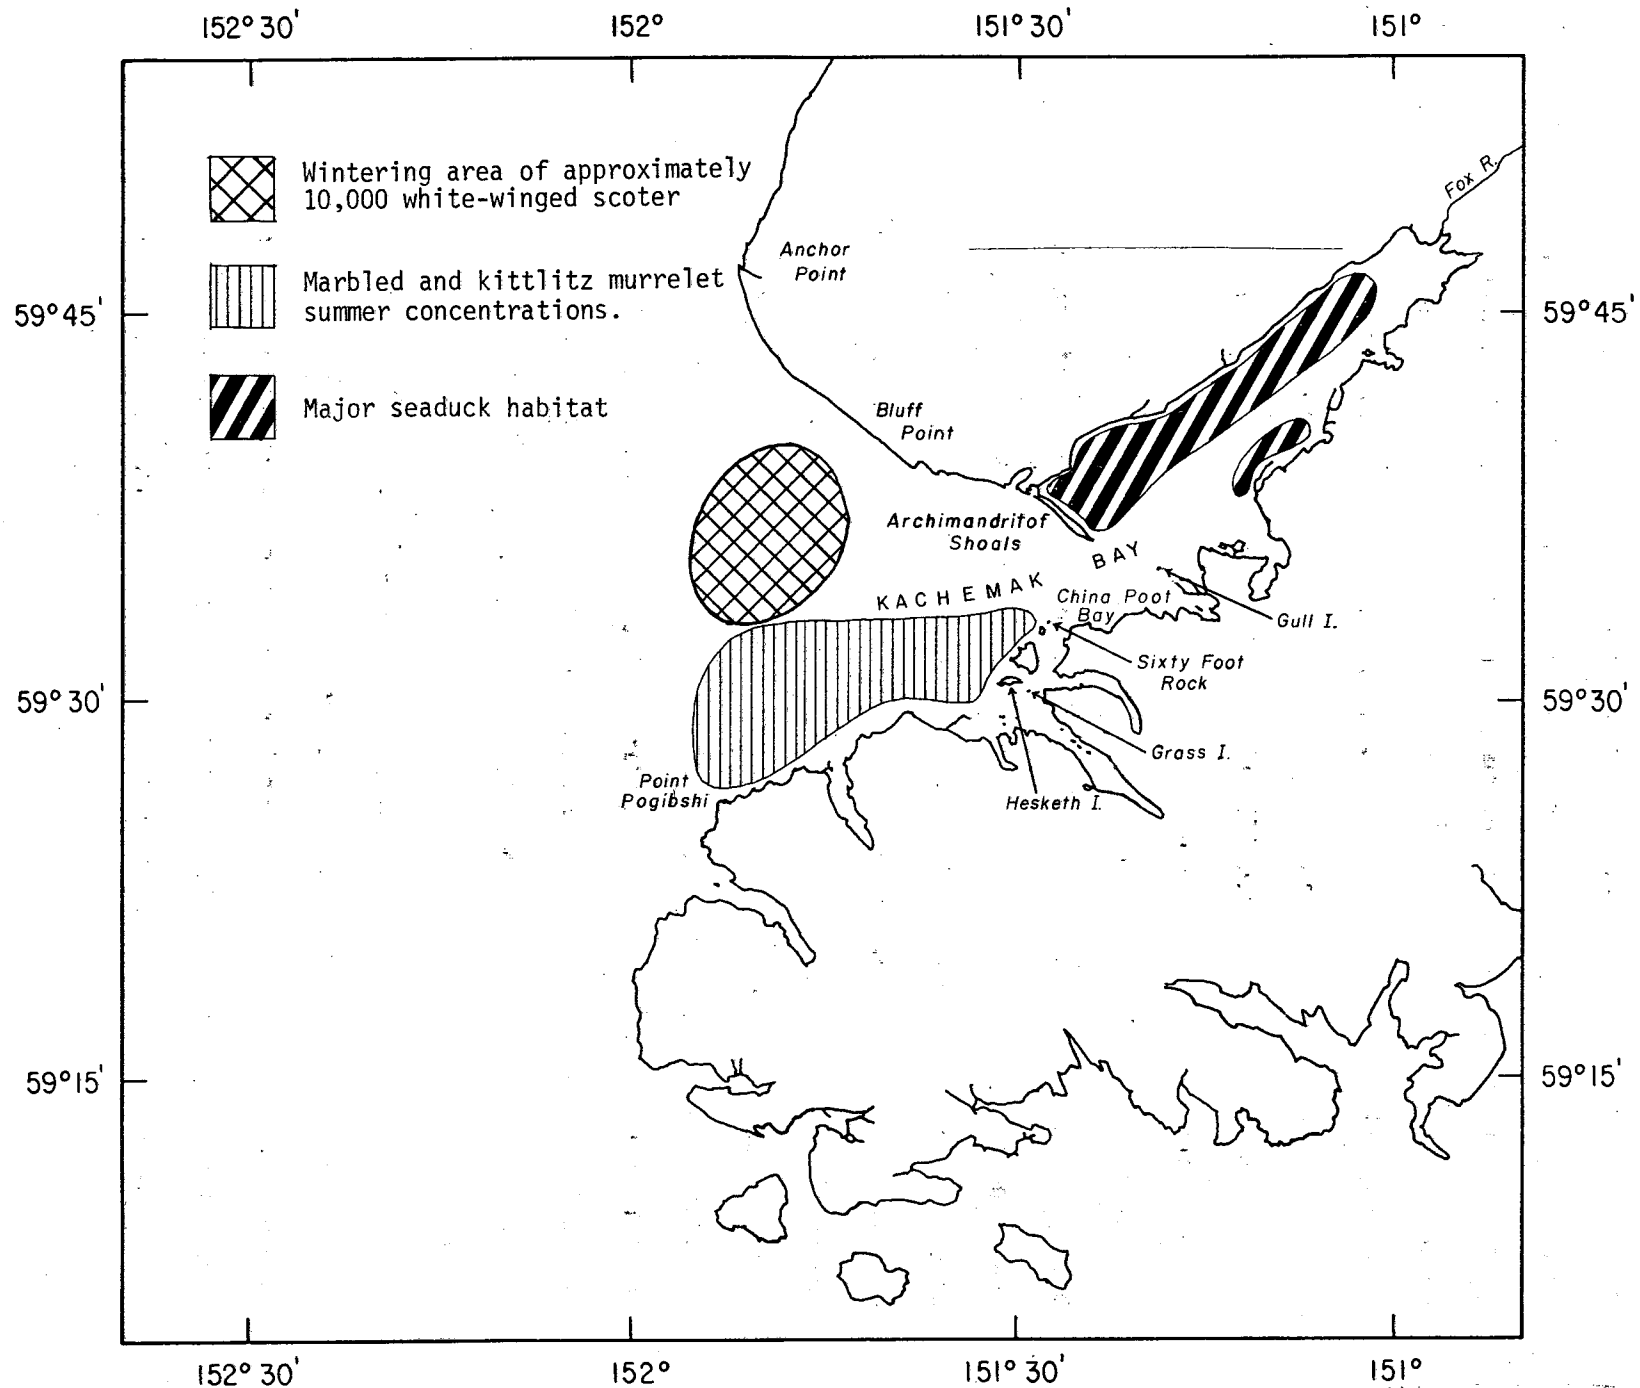 152°30'
152°
151°30'
151°
Fox R.
Wintering area of approximately
10,000 white-winged scoter
Anchor
Point
Marbled and kittlitz murrelet
summer concentrations.
59°45'
59°45'
Major seaduck habitat
Bluff
Point
Archimandritof
Shoals
KACHEMAK BAY
China Poot
Bay
Gull I.
Sixty Foot
Rock
59°30'
59°30'
Grass I.
Point
Pogibshi
Hesketh I.
59°15'
59°15'
152°30'
152°
151°30'
151°